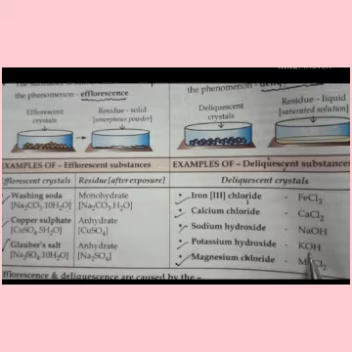 the phenomenon - efflorescence.
the phenomenon -
Efflorescent crystals
Residue - solid
[amorphous powder]
Deliquescent crystals
Residue - liquid
[saturated solution]
EXAMPLES OF - Efflorescent substances
EXAMPLES OF - Deliquescent substances
Efflorescent crystals Residue [after exposure]
Deliquescent crystals
Washing soda Monohydrate
[Na2CO3.10H2O] [Na2CO3.H2O]
Copper sulphate Anhydrate
[CuSO4.5H2O] [CuSO4]
Glauber's salt Anhydrate
[Na2SO4.10H2O] [Na2SO4]
Iron [III] chloride - FeCl3
Calcium chloride - CaCl2
Sodium hydroxide - NaOH
Potassium hydroxide - KOH
Magnesium chloride - MgCl2
Efflorescence & deliquescence are caused by the -